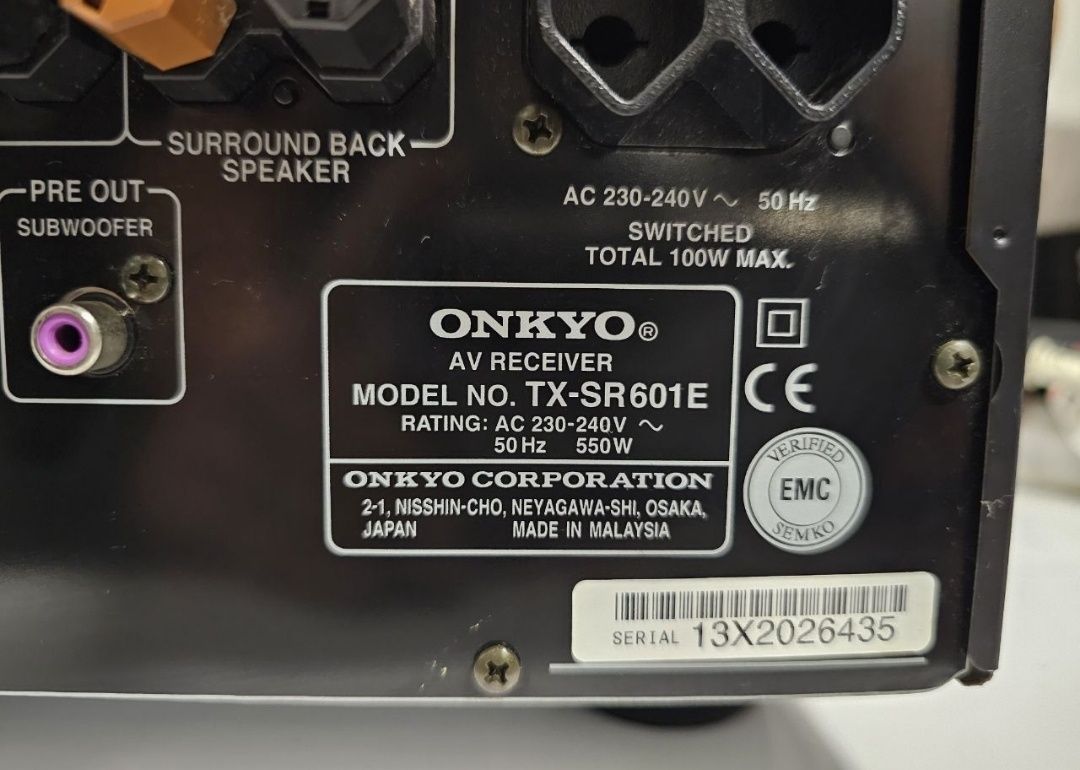 SURROUND BACK
SPEAKER
PRE OUT
SUBWOOFER
AC 230-240V ~ 50 Hz
SWITCHED
TOTAL 100W MAX.
ONKYO®
AV RECEIVER
MODEL NO. TX-SR601E
RATING: AC 230-240V ~
50 Hz 550W
ONKYO CORPORATION
2-1, NISSHIN-CHO, NEYAGAWA-SHI, OSAKA,
JAPAN MADE IN MALAYSIA
CE
VERIFIED
EMC
SEMKO
SERIAL 13X2026435